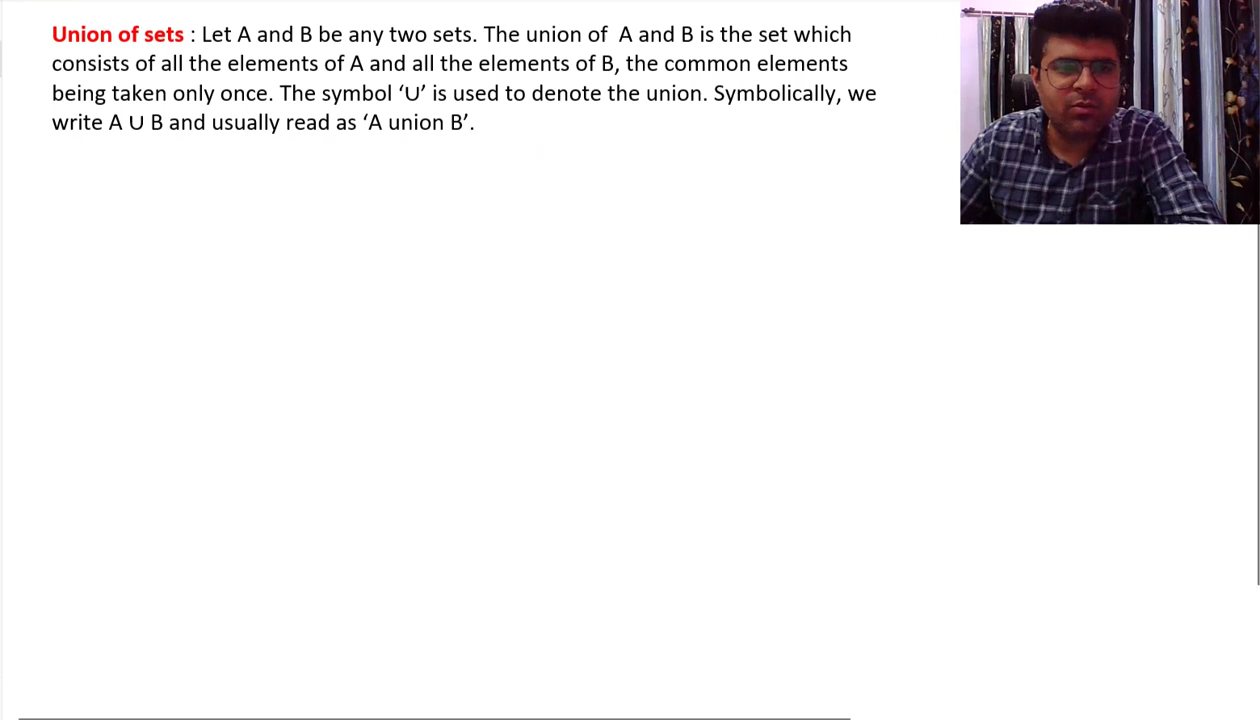 Union of sets : Let A and B be any two sets. The union of  A and B is the set which
consists of all the elements of A and all the elements of B, the common elements
being taken only once. The symbol ‘∪’ is used to denote the union. Symbolically, we
write A ∪ B and usually read as ‘A union B’.